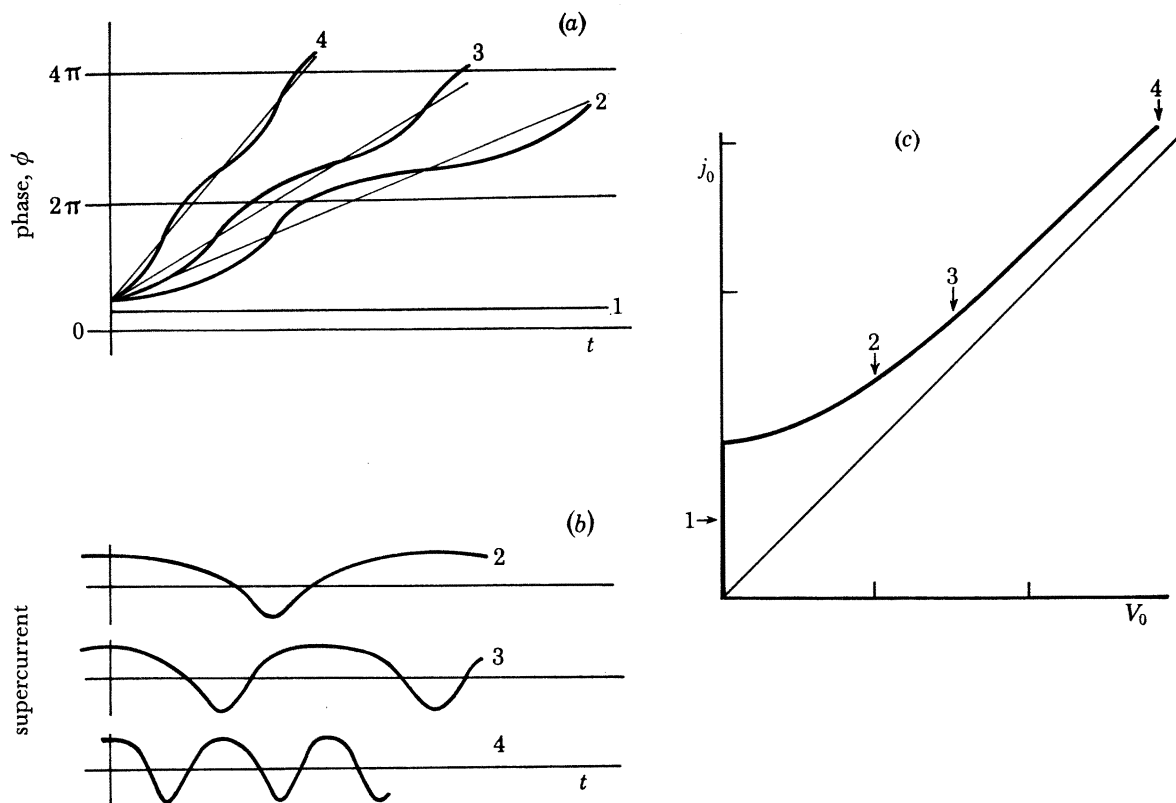 (a)
4
3
4π
2
phase, ϕ
2π
1
0
t
(b)
2
supercurrent
3
4
t
(c)
4
j₀
3
2
1
V₀